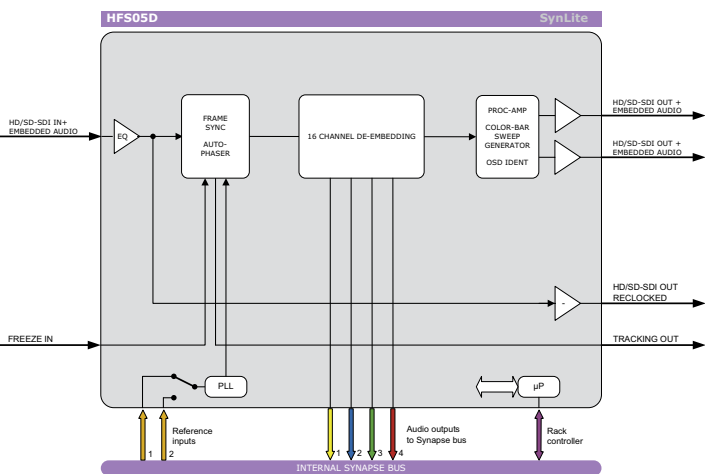 HFS05D
SynLite
HD/SD-SDI IN+
EMBEDDED AUDIO
EQ
FRAME
SYNC
AUTO-
PHASER
16 CHANNEL DE-EMBEDDING
PROC-AMP
COLOR-BAR
SWEEP
GENERATOR
OSD IDENT
HD/SD-SDI OUT +
EMBEDDED AUDIO
HD/SD-SDI OUT +
EMBEDDED AUDIO
-
HD/SD-SDI OUT
RECLOCKED
FREEZE IN
TRACKING OUT
PLL
µP
Reference
inputs
1
2
1
2
3
4
Audio outputs
to Synapse bus
Rack
controller
INTERNAL SYNAPSE BUS